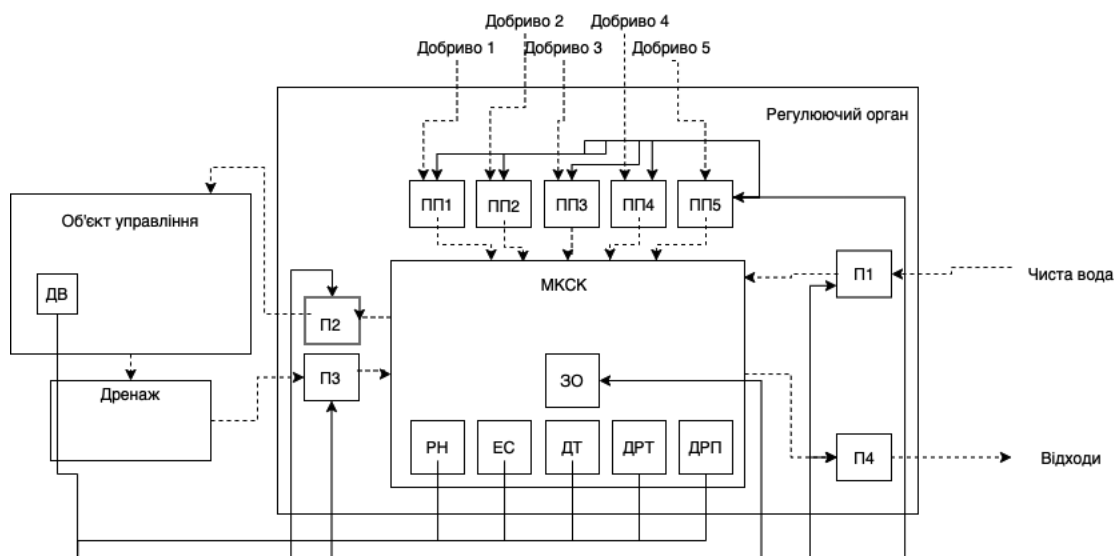 Добриво 2
Добриво 4
Добриво 1
Добриво 3
Добриво 5
Регулюючий орган
ПП1
ПП2
ПП3
ПП4
ПП5
Об'єкт управління
ДВ
МКСК
П1
Чиста вода
П2
П3
ЗО
Дренаж
РН
ЕС
ДТ
ДРТ
ДРП
П4
Відходи